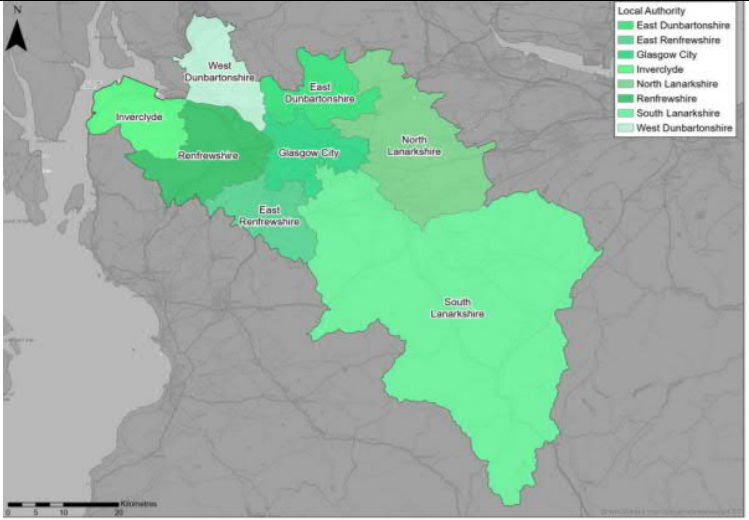 N
Local Authority
East Dunbartonshire
East Renfrewshire
Glasgow City
Inverclyde
North Lanarkshire
Renfrewshire
South Lanarkshire
West Dunbartonshire
West
Dunbartonshire
East
Dunbartonshire
Inverclyde
Renfrewshire
Glasgow City
North
Lanarkshire
East
Renfrewshire
South
Lanarkshire
Kilometres
0 5 10 20